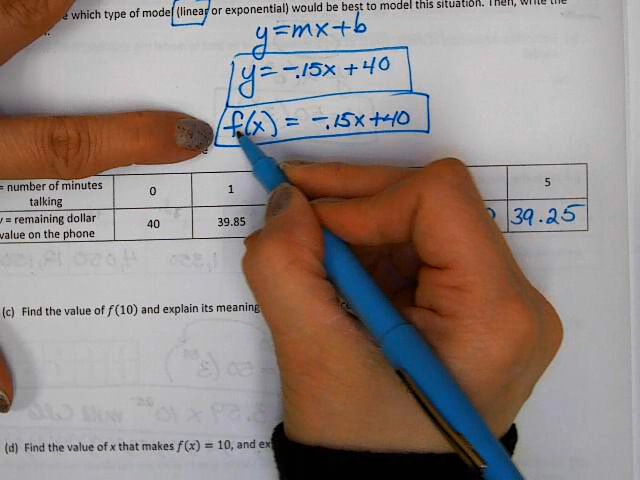 which type of model (linear or exponential) would be best to model this situation. Then, write the
y=mx+b
y=-.15x+40
f(x) = -.15x+40
= number of minutes talking 0 1 5
= remaining dollar value on the phone 40 39.85 39.25
(c) Find the value of f(10) and explain its meaning
(d) Find the value of x that makes f(x) = 10, and